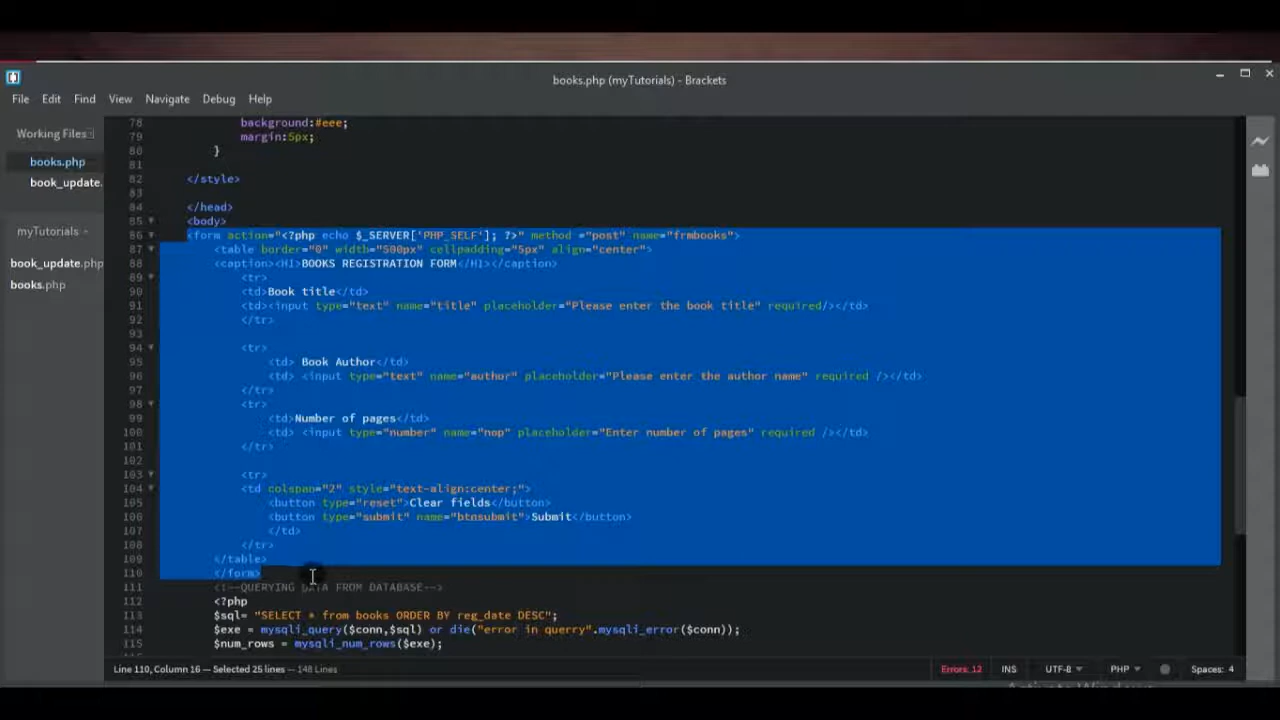 books.php (myTutorials) - Brackets
File Edit Find View Navigate Debug Help
Working Files
books.php
book_update.
myTutorials
book_update.php
books.php
78 background:#eee;
79 margin:5px;
80 }
81
82 </style>
83
84 </head>
85 <body>
86 <form action="<?php echo $_SERVER['PHP_SELF']; ?>" method ="post" name="frmbooks">
87 <table border="0" width="500px" cellpadding="5px" align="center">
88 <caption><H1>BOOKS REGISTRATION FORM</H1></caption>
89 <tr>
90 <td>Book title</td>
91 <td><input type="text" name="title" placeholder="Please enter the book title" required/></td>
92 </tr>
93
94 <tr>
95 <td> Book Author</td>
96 <td> <input type="text" name="author" placeholder="Please enter the author name" required /></td>
97 </tr>
98 <tr>
99 <td>Number of pages</td>
100 <td> <input type="number" name="nop" placeholder="Enter number of pages" required /></td>
101 </tr>
102
103 <tr>
104 <td colspan="2" style="text-align:center;">
105 <button type="reset">Clear fields</button>
106 <button type="submit" name="btnsubmit">Submit</button>
107 </td>
108 </tr>
109 </table>
110 </form>
111 <!--QUERYING DATA FROM DATABASE-->
112 <?php
113 $sql= "SELECT * from books ORDER BY reg_date DESC";
114 $exe = mysqli_query($conn,$sql) or die("error in querry".mysqli_error($conn));
115 $num_rows = mysqli_num_rows($exe);
Line 110, Column 16 — Selected 25 lines — 148 Lines
Errors: 12 INS UTF-8 PHP Spaces: 4